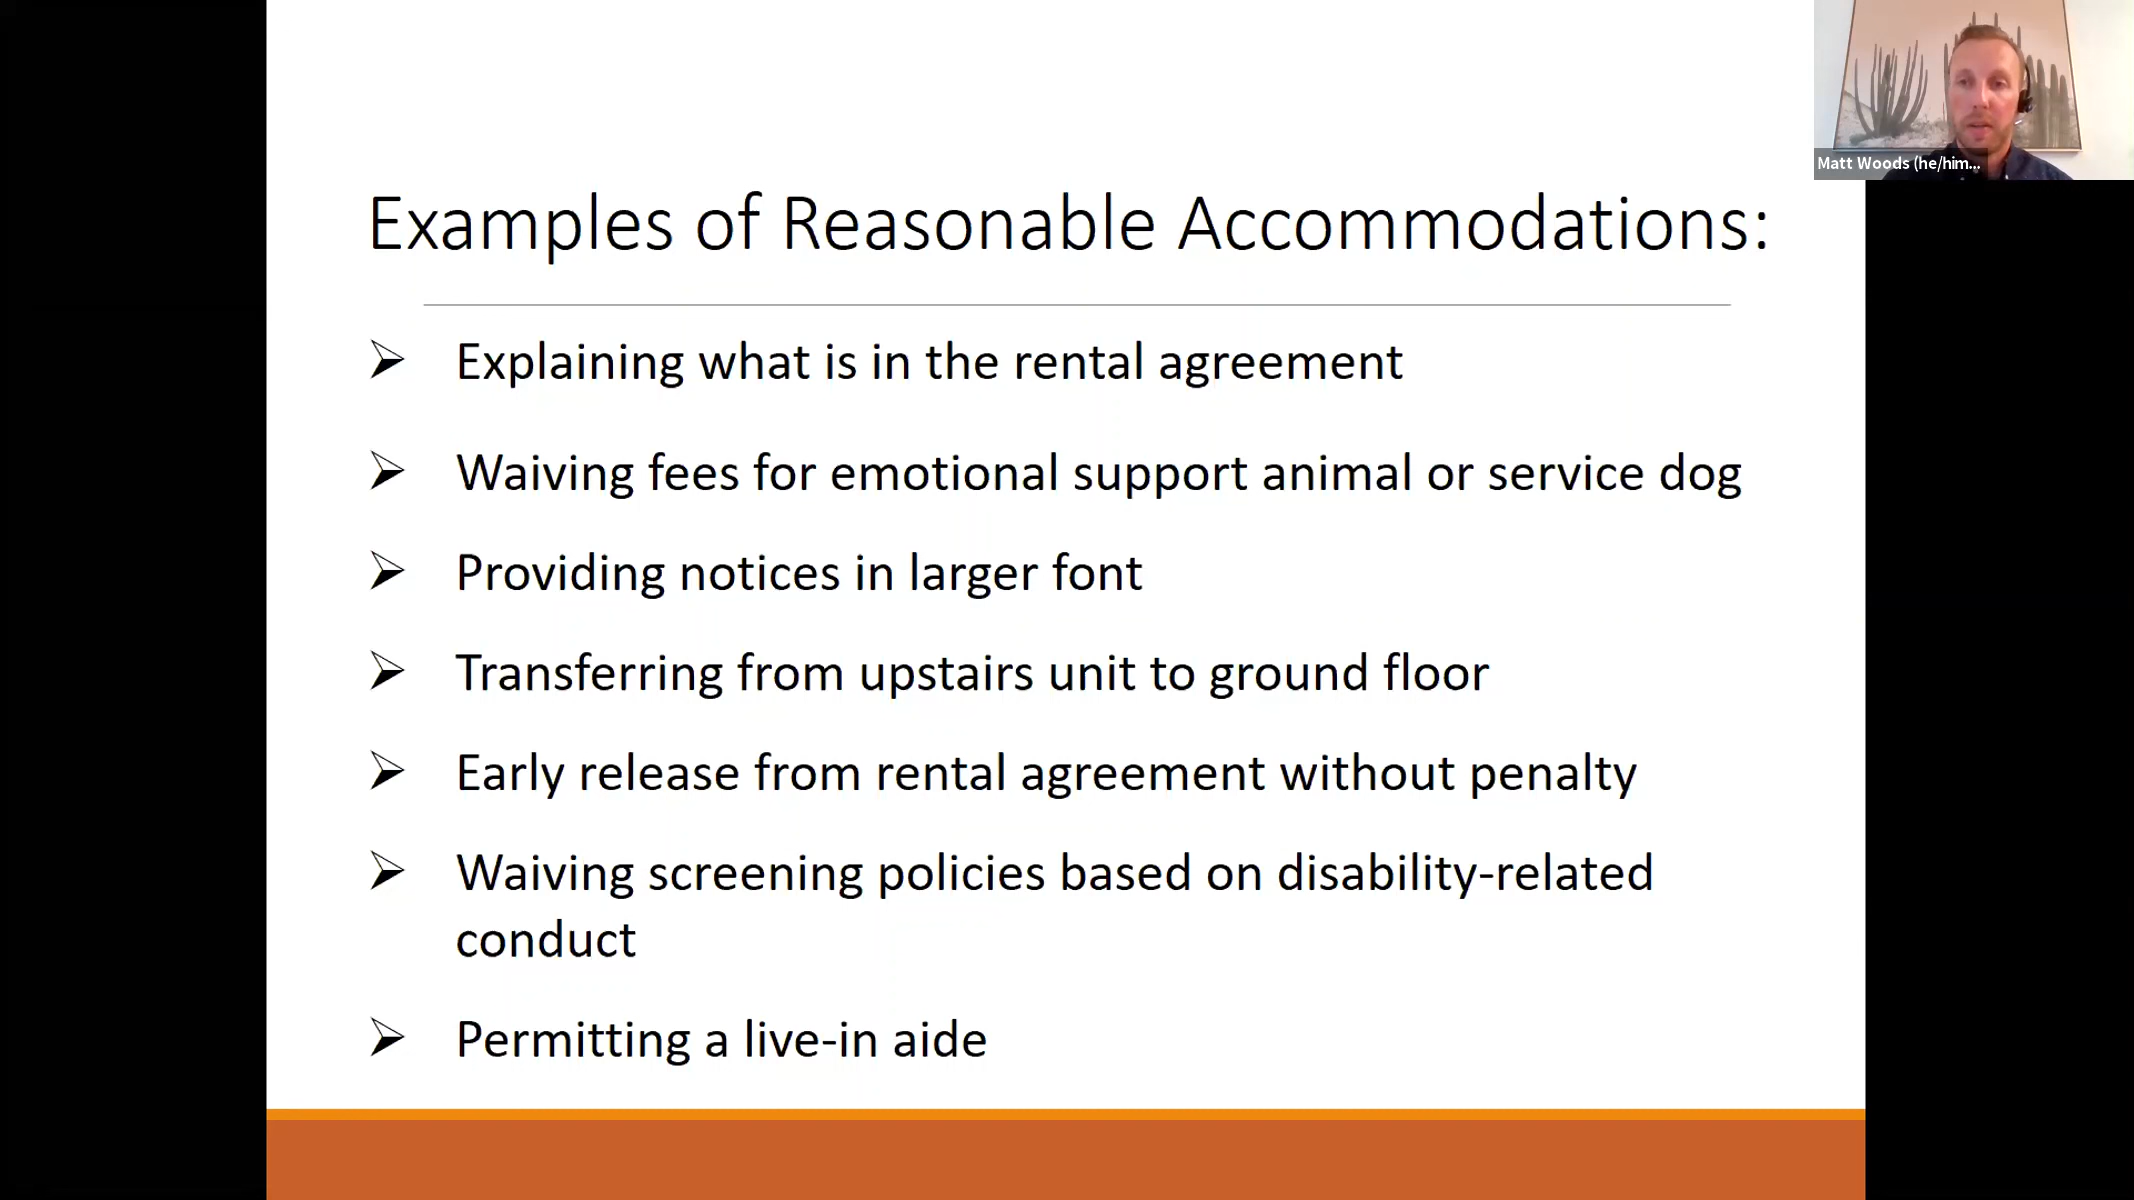 Matt Woods (he/him...
Examples of Reasonable Accommodations:
Explaining what is in the rental agreement
Waiving fees for emotional support animal or service dog
Providing notices in larger font
Transferring from upstairs unit to ground floor
Early release from rental agreement without penalty
Waiving screening policies based on disability-related
conduct
Permitting a live-in aide